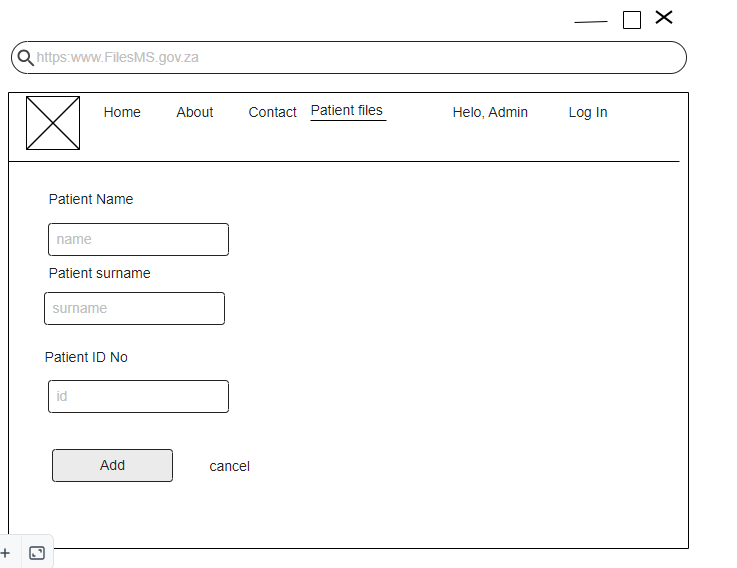 https:www.FilesMS.gov.za
Home About Contact Patient files Helo, Admin Log In
Patient Name
name
Patient surname
surname
Patient ID No
id
Add cancel